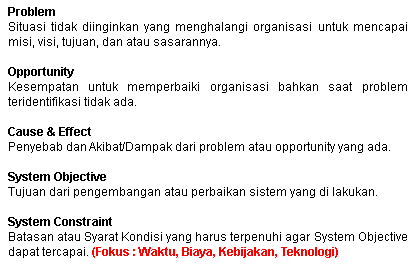 Problem
Situasi tidak diinginkan yang menghalangi organisasi untuk mencapai
misi, visi, tujuan, dan atau sasarannya.
Opportunity
Kesempatan untuk memperbaiki organisasi bahkan saat problem
teridentifikasi tidak ada.
Cause & Effect
Penyebab dan Akibat/Dampak dari problem atau opportunity yang ada.
System Objective
Tujuan dari pengembangan atau perbaikan sistem yang di lakukan.
System Constraint
Batasan atau Syarat Kondisi yang harus terpenuhi agar System Objective
dapat tercapai. (Fokus : Waktu, Biaya, Kebijakan, Teknologi)